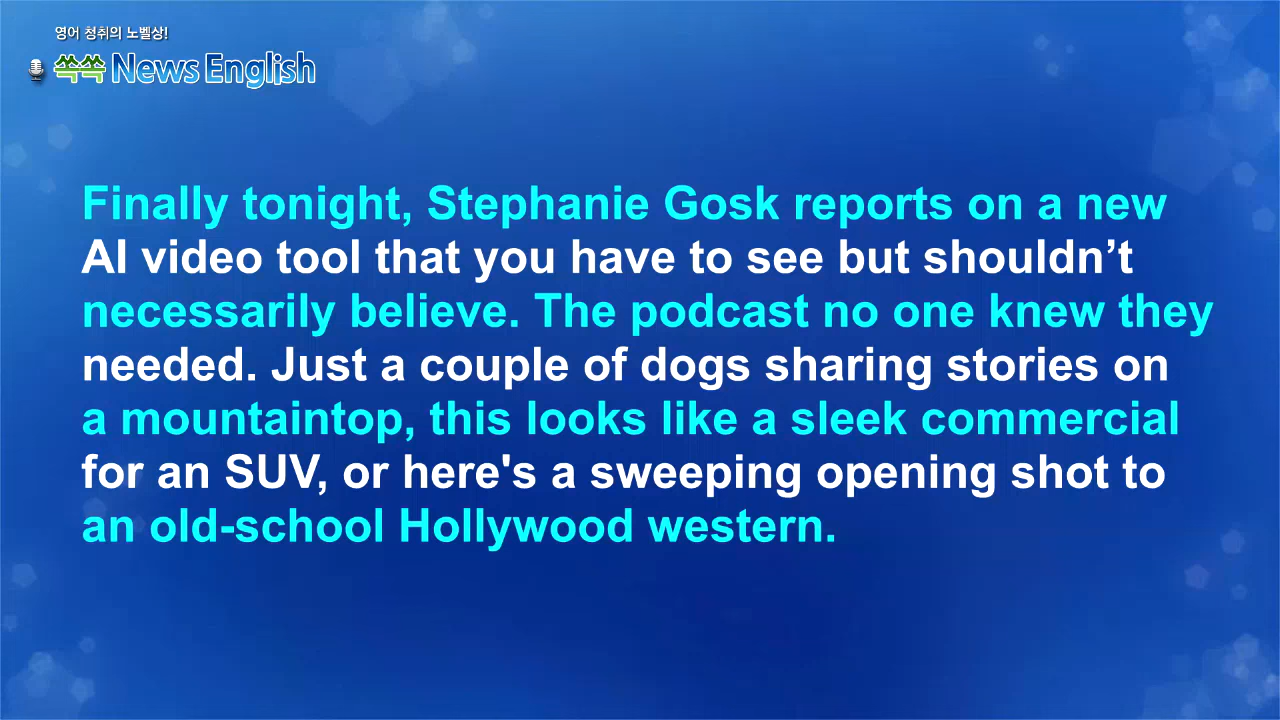 영어 청취의 노벨상!
쏙쏙 News English
Finally tonight, Stephanie Gosk reports on a new
AI video tool that you have to see but shouldn’t
necessarily believe. The podcast no one knew they
needed. Just a couple of dogs sharing stories on
a mountaintop, this looks like a sleek commercial
for an SUV, or here's a sweeping opening shot to
an old-school Hollywood western.